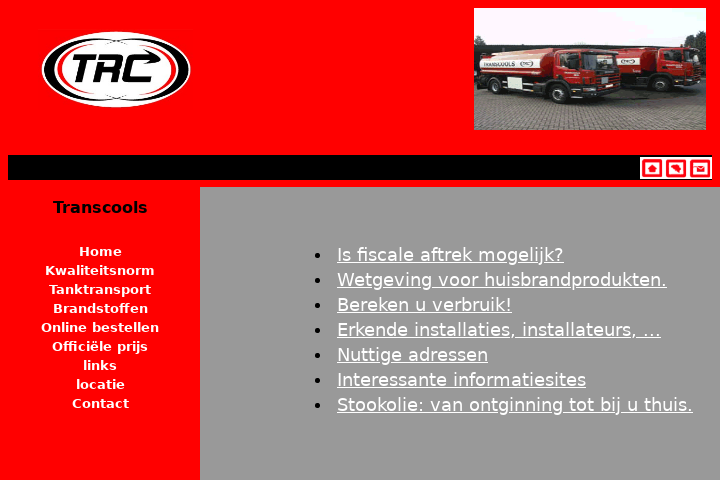 TRC
TRANSCOOLS
Transcools
Home
Kwaliteitsnorm
Tanktransport
Brandstoffen
Online bestellen
Officiële prijs
links
locatie
Contact
Is fiscale aftrek mogelijk?
Wetgeving voor huisbrandprodukten.
Bereken u verbruik!
Erkende installaties, installateurs, ...
Nuttige adressen
Interessante informatiesites
Stookolie: van ontginning tot bij u thuis.